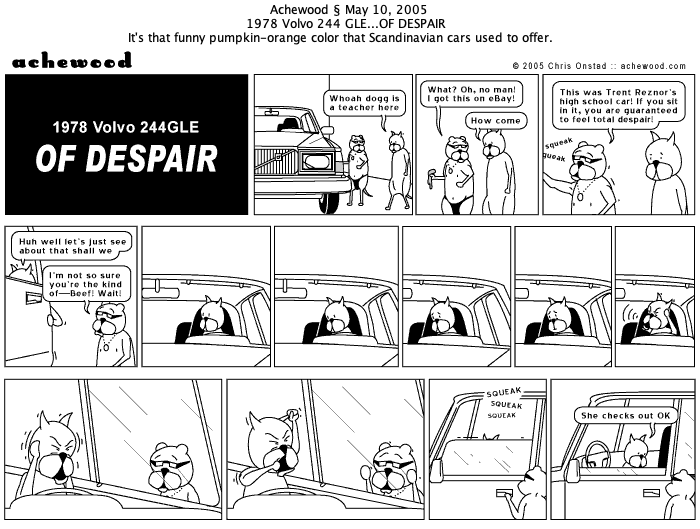 Achewood § May 10, 2005
1978 Volvo 244 GLE...OF DESPAIR
It's that funny pumpkin-orange color that Scandinavian cars used to offer.
achewood
© 2005 Chris Onstad :: achewood.com
1978 Volvo 244GLE
OF DESPAIR
Whoah dogg is
a teacher here
What? Oh, no man!
I got this on eBay!
How come
This was Trent Reznor's
high school car! If you sit
in it, you are guaranteed
to feel total despair!
squeak
queak
Huh well let's just see
about that shall we
I'm not so sure
you're the kind
of—Beef! Wait!
SQUEAK
SQUEAK
SQUEAK
She checks out OK